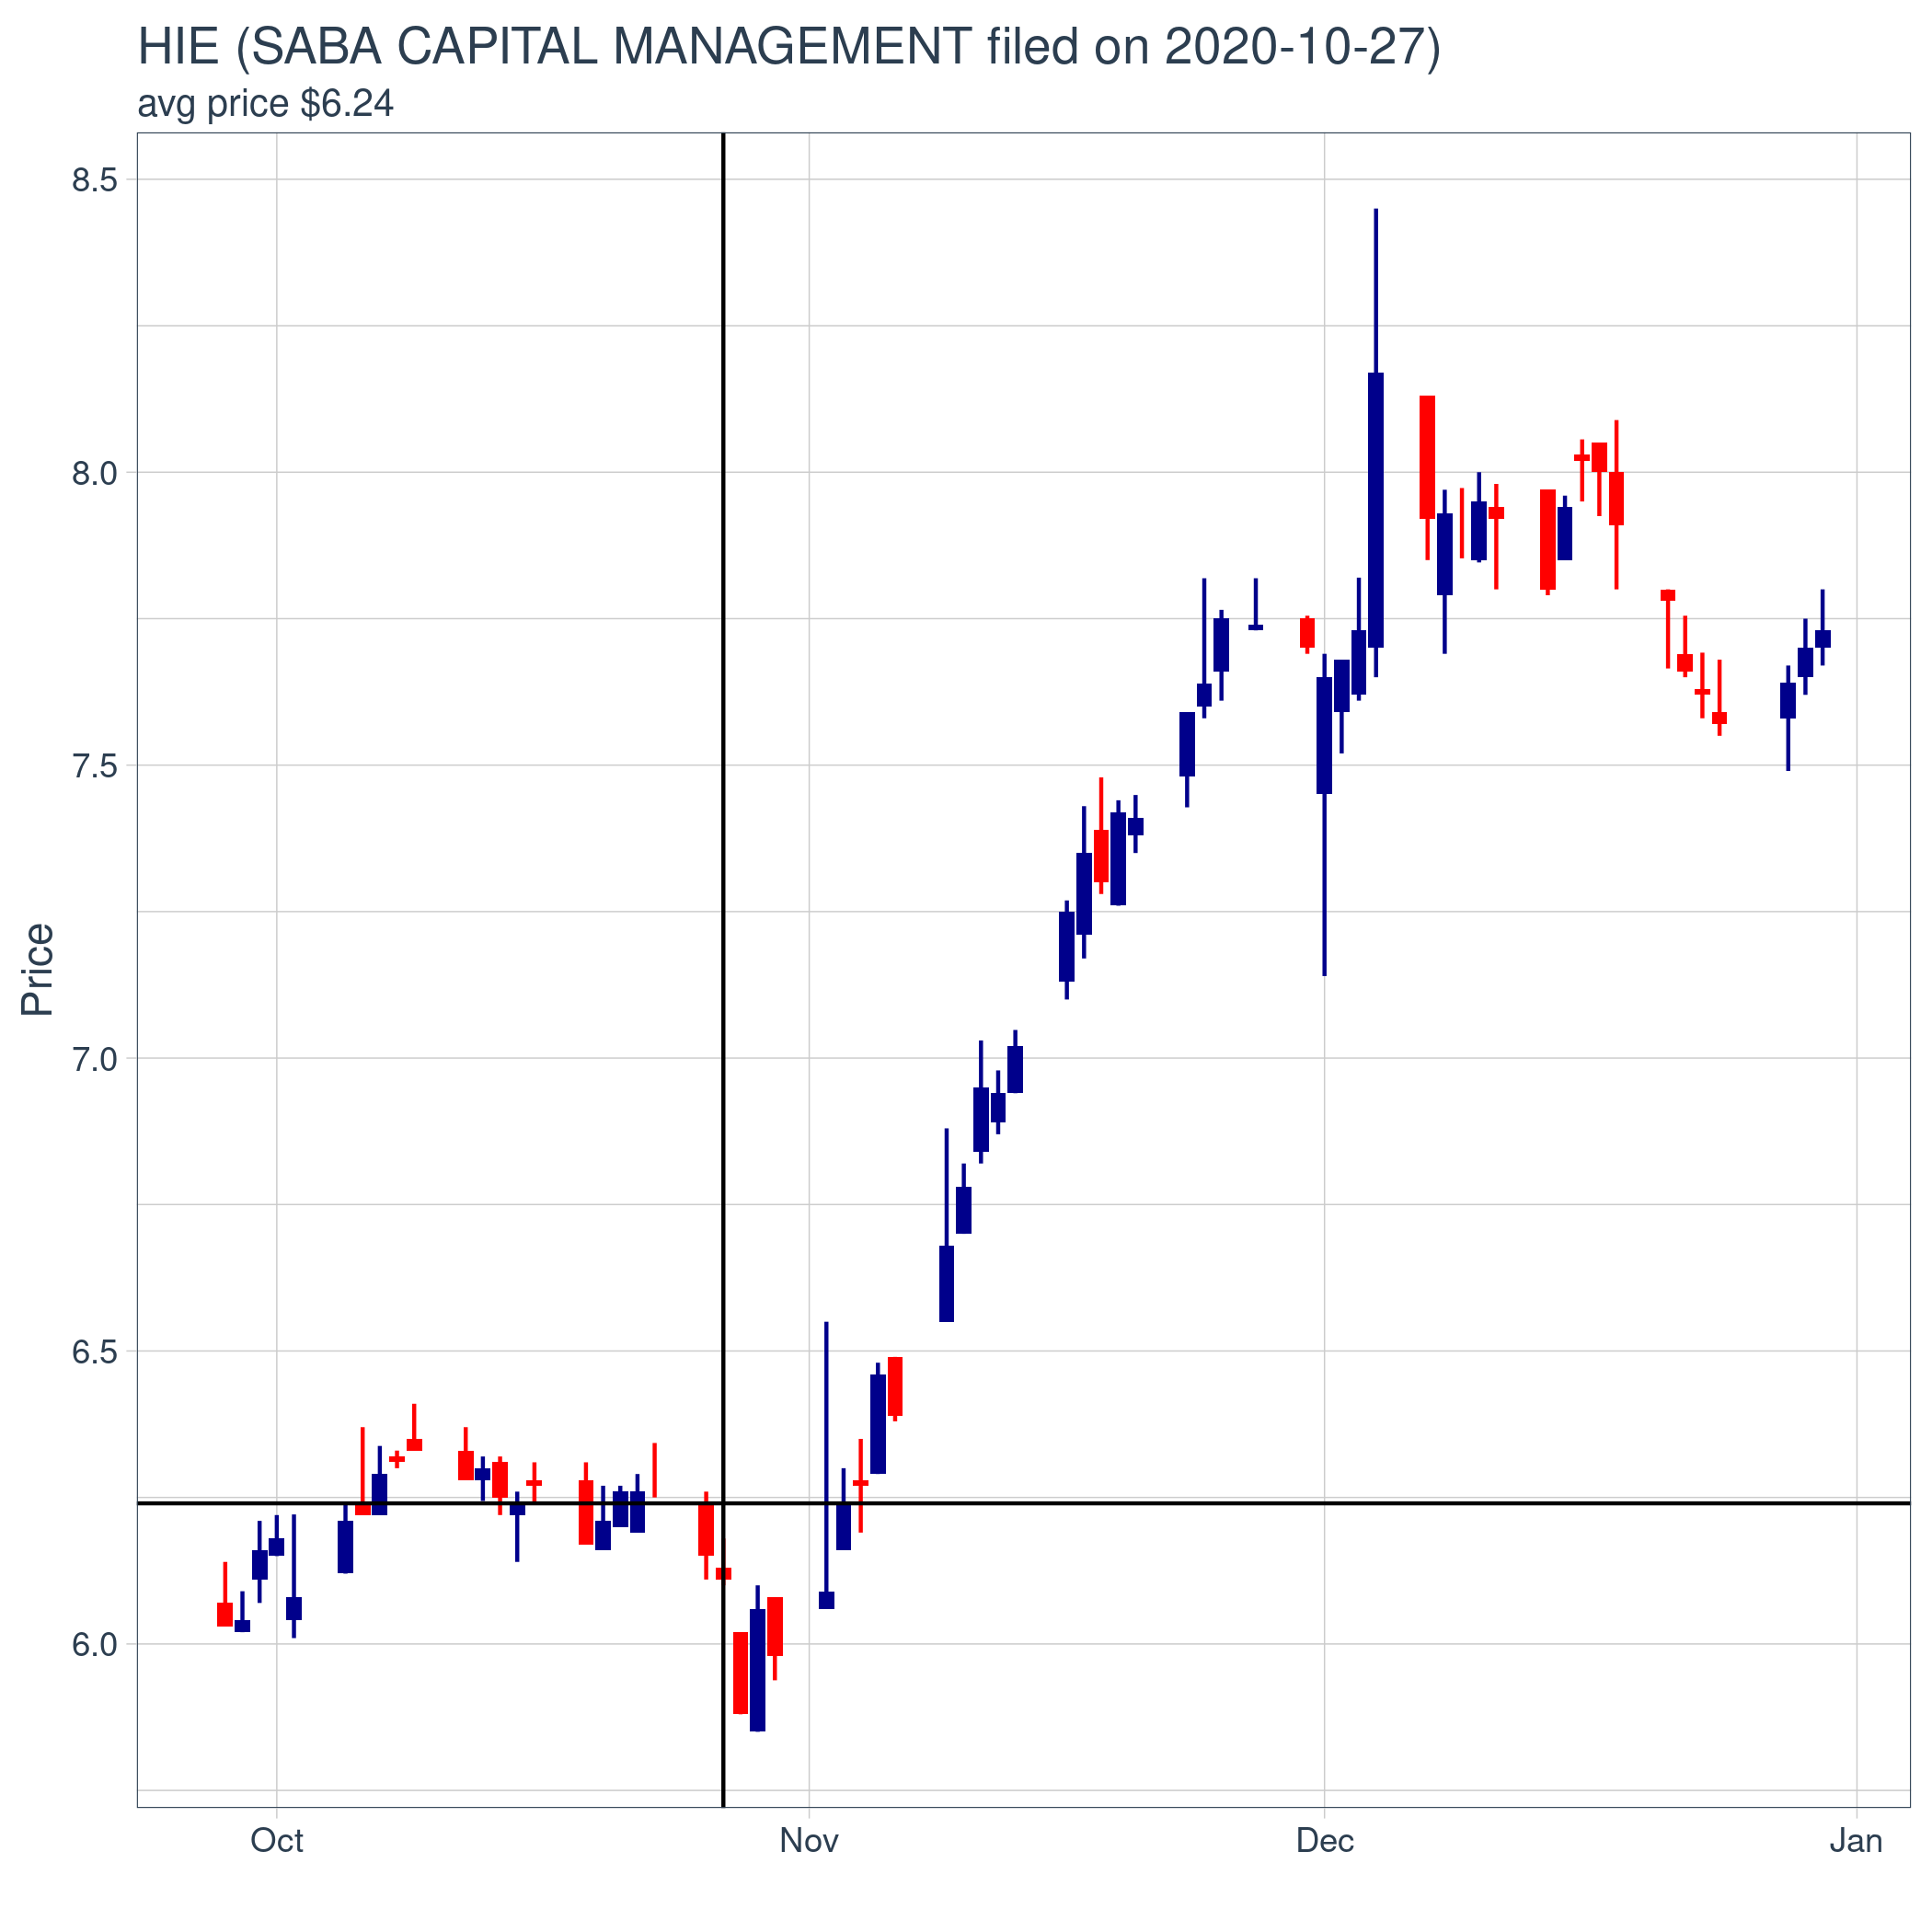 HIE (SABA CAPITAL MANAGEMENT filed on 2020-10-27)
avg price $6.24
8.5
8.0
7.5
7.0
6.5
6.0
Price
Oct Nov Dec Jan